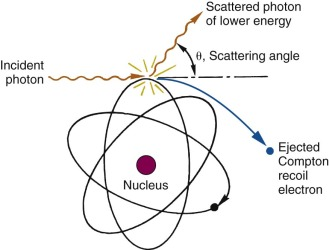 Scattered photon
of lower energy
Incident
photon
θ, Scattering angle
Ejected
Compton
recoil
electron
Nucleus